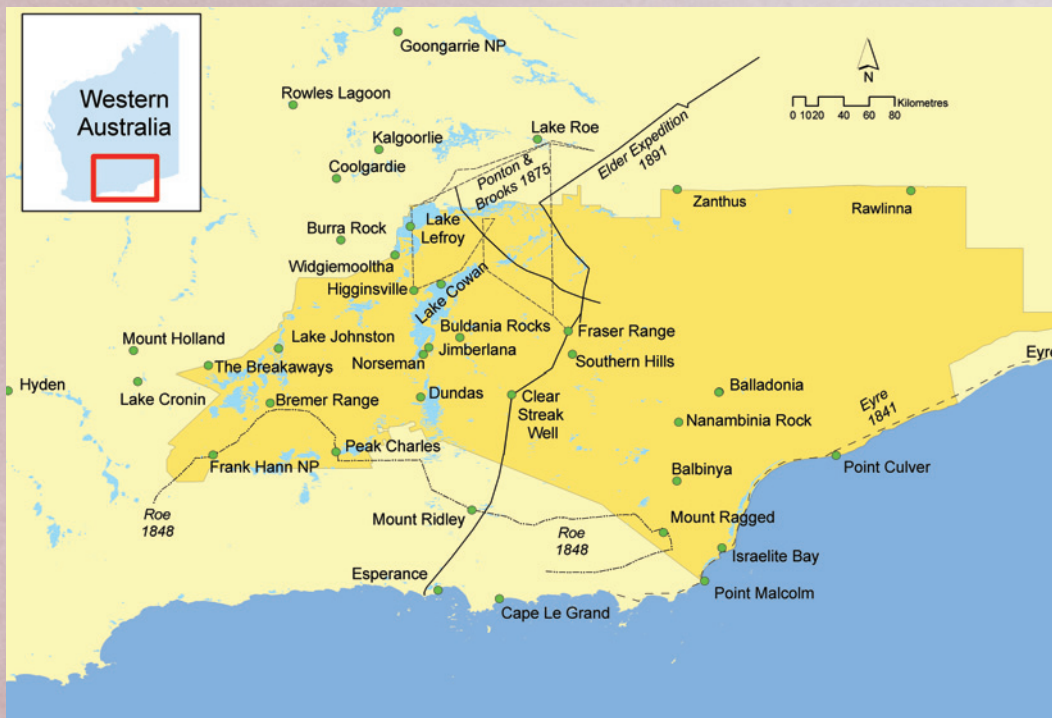 Western
Australia
Goongarrie NP
Rowles Lagoon
Kalgoorlie
Coolgardie
Lake Roe
N
0 10 20 40 60 80 Kilometres
Elder Expedition
1891
Ponton &
Brooks 1875
Zanthus
Rawlinna
Burra Rock
Lake
Lefroy
Widgiemooltha
Higginsville
Lake Cowan
Buldania Rocks
Fraser Range
Mount Holland
Lake Johnston
Jimberlana
Norseman
Southern Hills
Eyre
The Breakaways
Hyden
Lake Cronin
Bremer Range
Dundas
Clear
Streak
Well
Balladonia
Eyre
1841
Nanambinia Rock
Peak Charles
Frank Hann NP
Point Culver
Balbinya
Roe
1848
Mount Ridley
Mount Ragged
Roe
1848
Israelite Bay
Esperance
Point Malcolm
Cape Le Grand